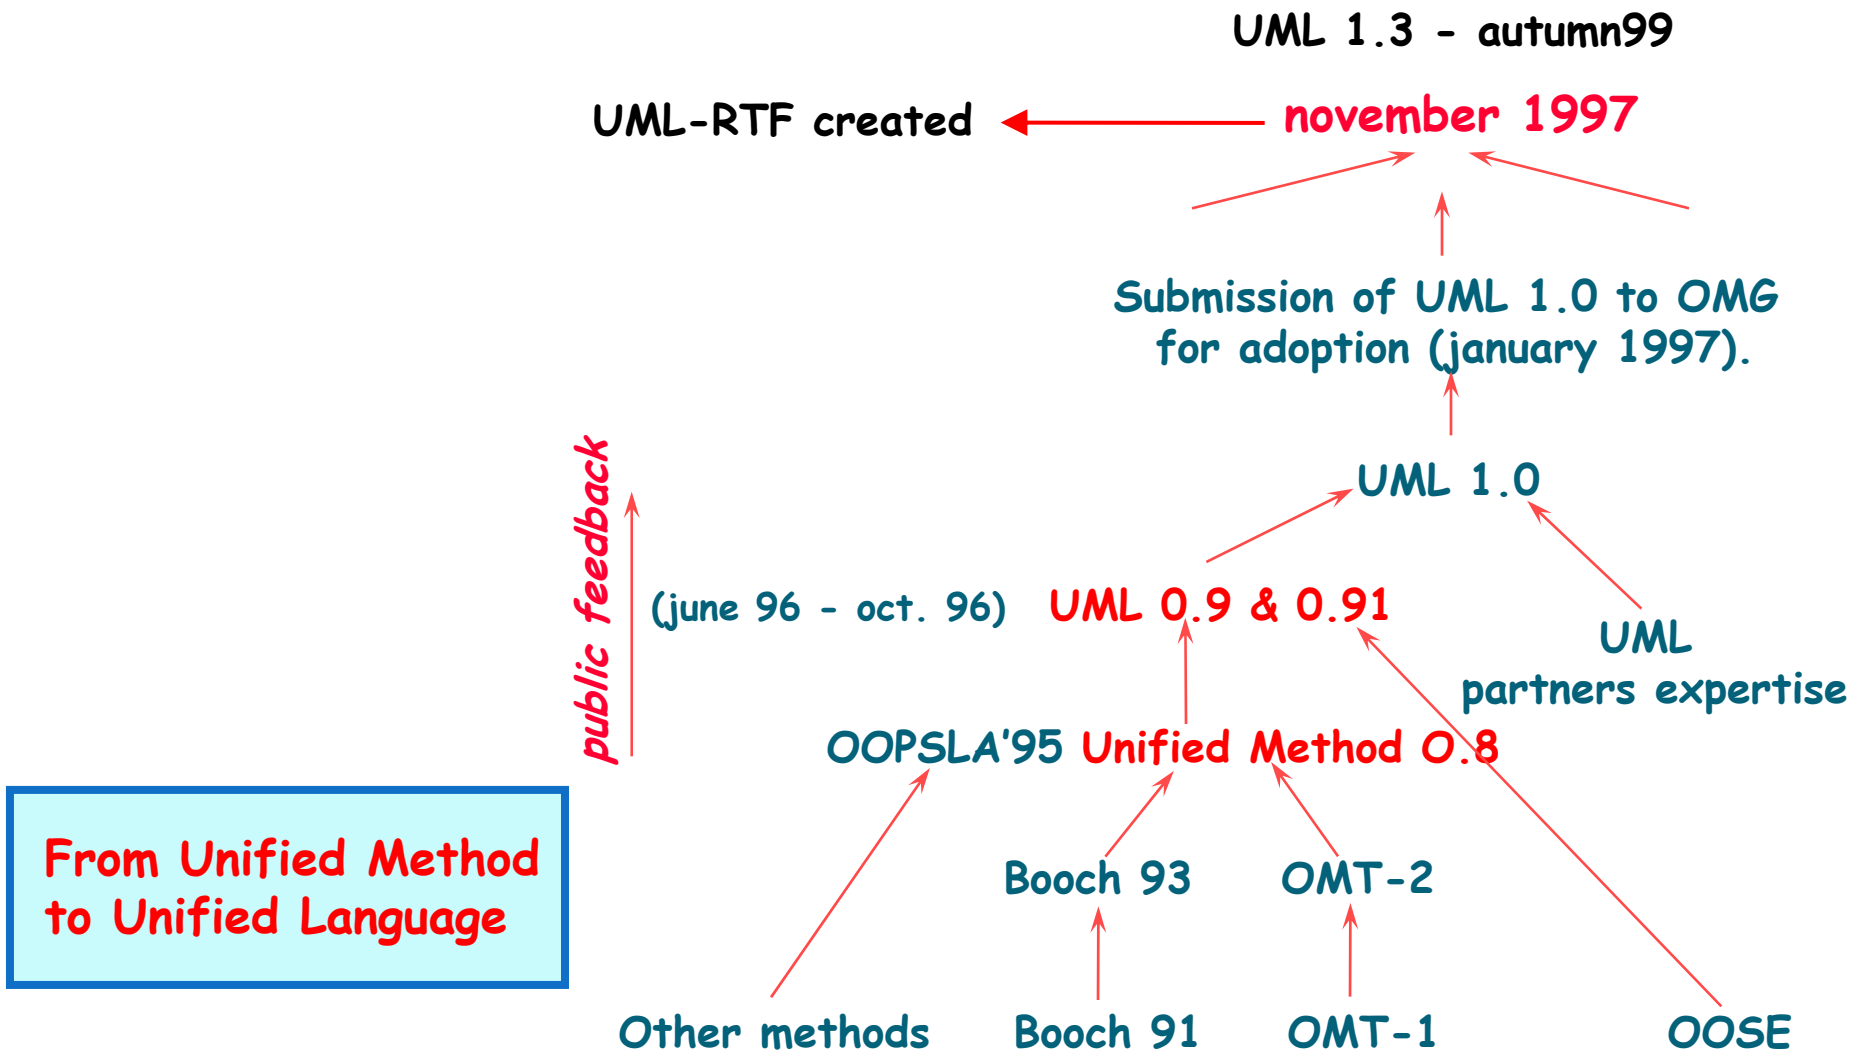 UML 1.3 - autumn99
UML-RTF created
november 1997
Submission of UML 1.0 to OMG
for adoption (january 1997).
public feedback
UML 1.0
(june 96 - oct. 96)
UML 0.9 & 0.91
UML
partners expertise
OOPSLA'95 Unified Method O.8
From Unified Method
to Unified Language
Booch 93
OMT-2
Other methods
Booch 91
OMT-1
OOSE